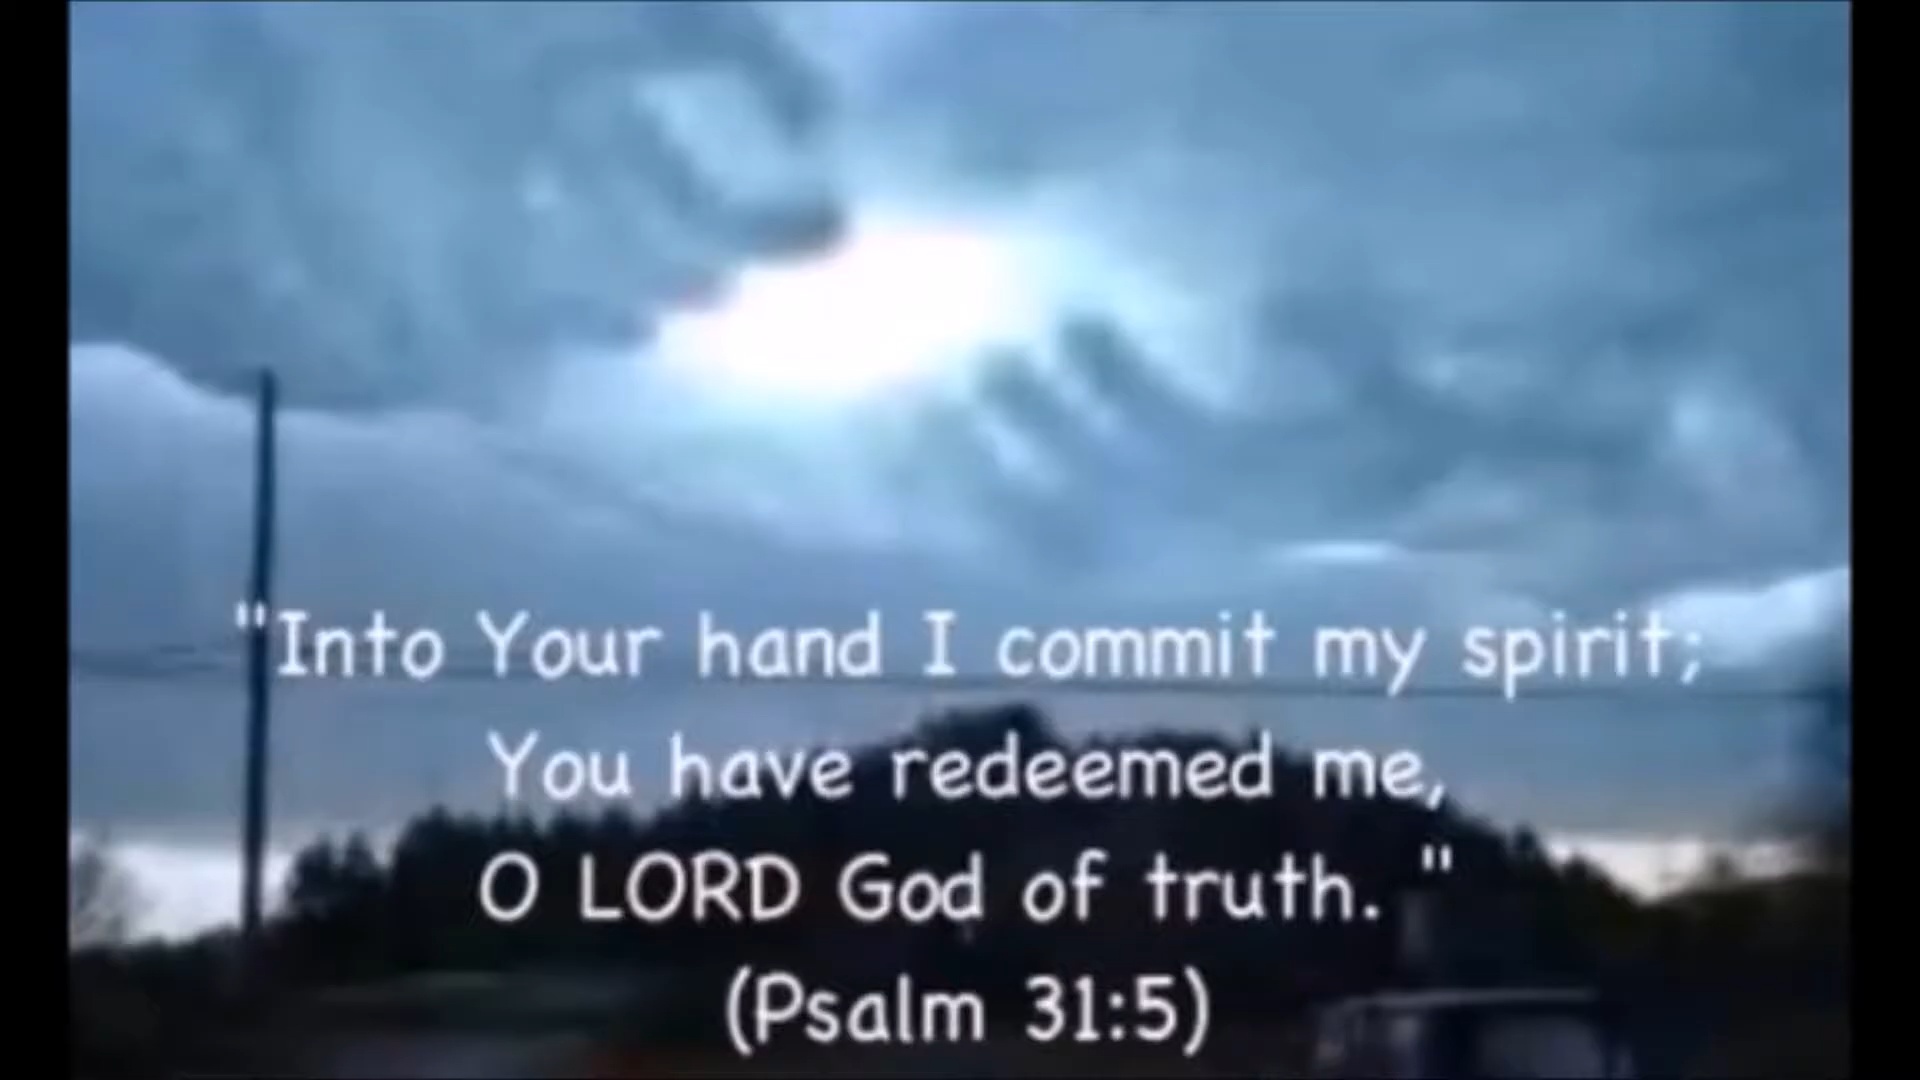 "Into Your hand I commit my spirit;
You have redeemed me,
O LORD God of truth. "
(Psalm 31:5)